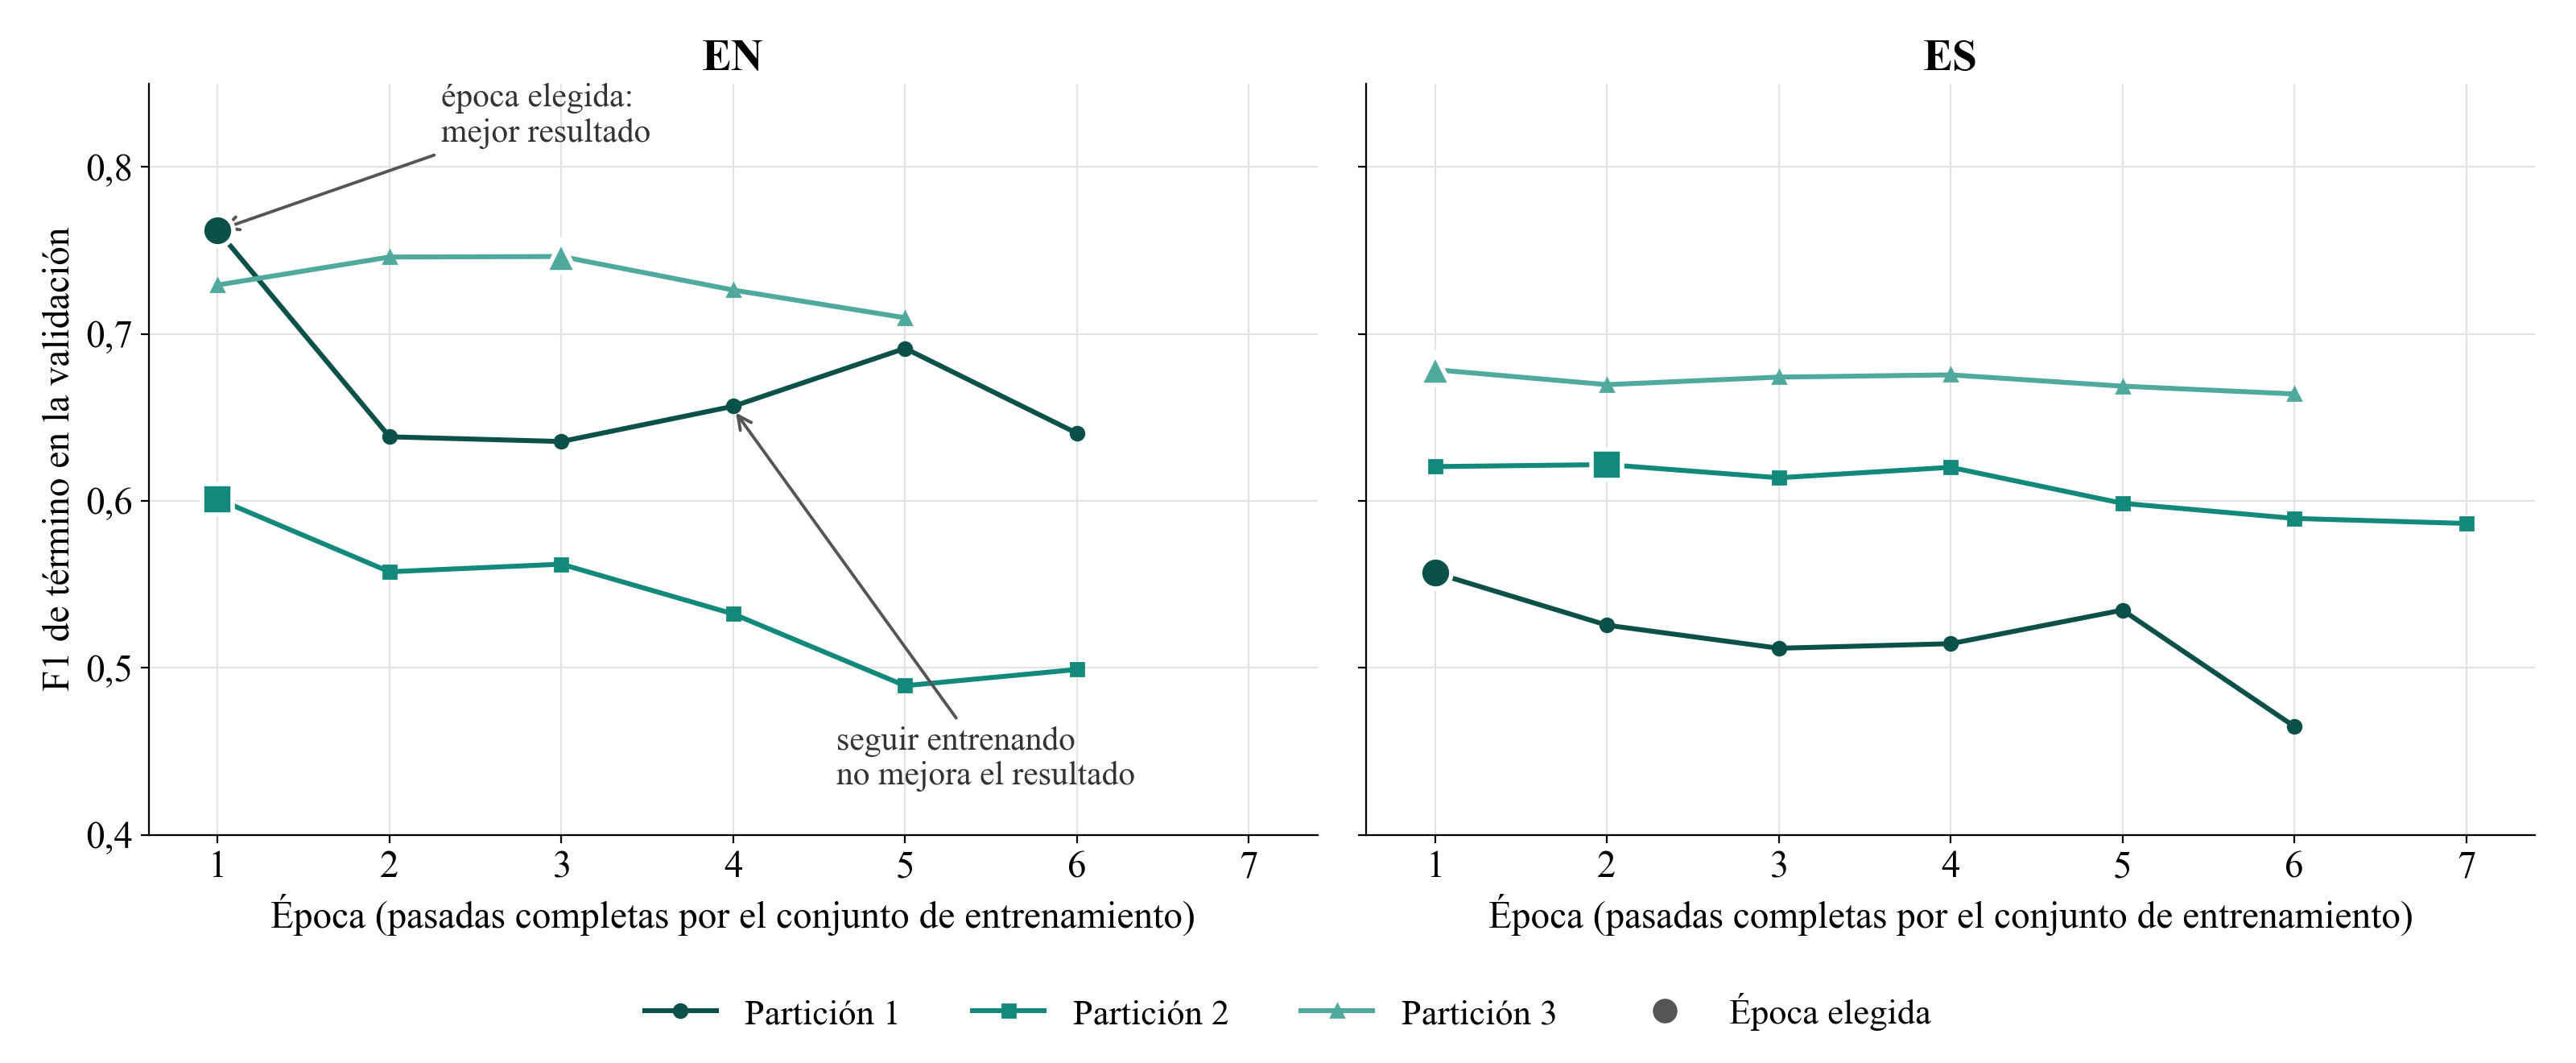 EN
ES
época elegida:
mejor resultado
0,8
0,7
0,6
0,5
0,4
F1 de término en la validación
seguir entrenando
no mejora el resultado
1 2 3 4 5 6 7
1 2 3 4 5 6 7
Época (pasadas completas por el conjunto de entrenamiento)
Época (pasadas completas por el conjunto de entrenamiento)
Partición 1 Partición 2 Partición 3 Época elegida